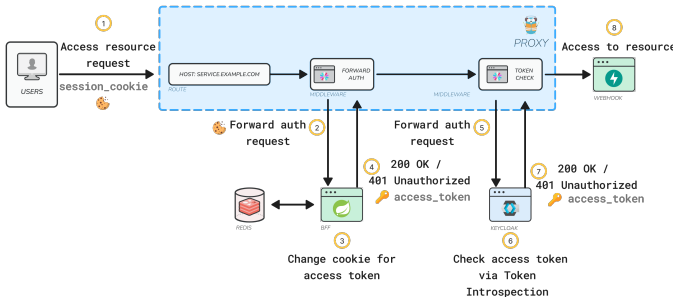 1
Access resource
request
session_cookie
USERS
PROXY
HOST: SERVICE.EXAMPLE.COM
ROUTE
FORWARD
AUTH
MIDDLEWARE
TOKEN
CHECK
MIDDLEWARE
8
Access to resource
WEBHOOK
Forward auth
request
2
4
200 OK /
401 Unauthorized
access_token
Forward auth
request
5
7
200 OK /
401 Unauthorized
access_token
REDIS
BFF
3
Change cookie for
access token
KEYCLOAK
6
Check access token
via Token
Introspection